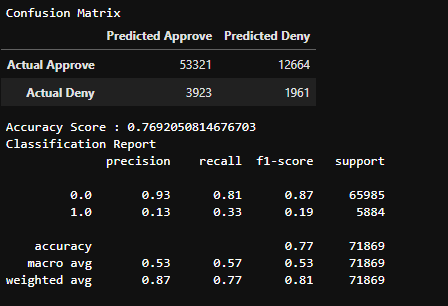 Confusion Matrix
Predicted Approve Predicted Deny
Actual Approve 53321 12664
Actual Deny 3923 1961
Accuracy Score : 0.7692050814676703
Classification Report
precision recall f1-score support
0.0 0.93 0.81 0.87 65985
1.0 0.13 0.33 0.19 5884
accuracy 0.77 71869
macro avg 0.53 0.57 0.53 71869
weighted avg 0.87 0.77 0.81 71869